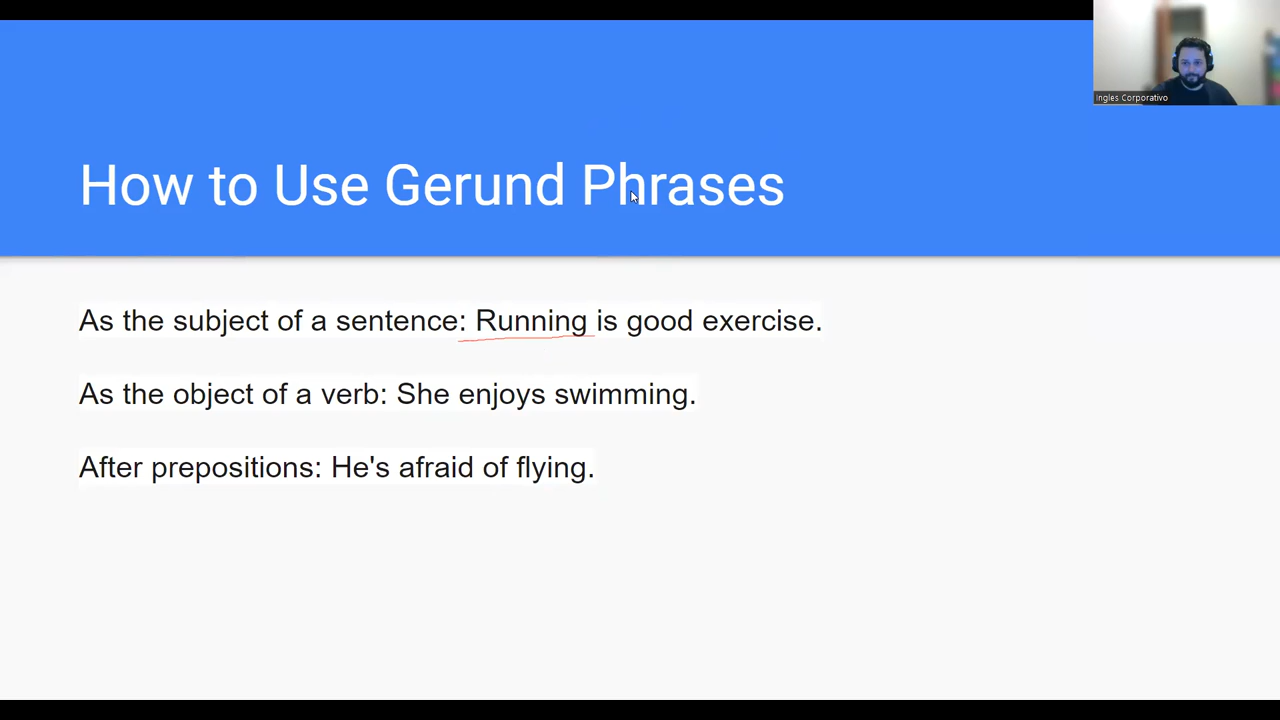 Ingles Corporativo
How to Use Gerund Phrases
As the subject of a sentence: Running is good exercise.
As the object of a verb: She enjoys swimming.
After prepositions: He's afraid of flying.